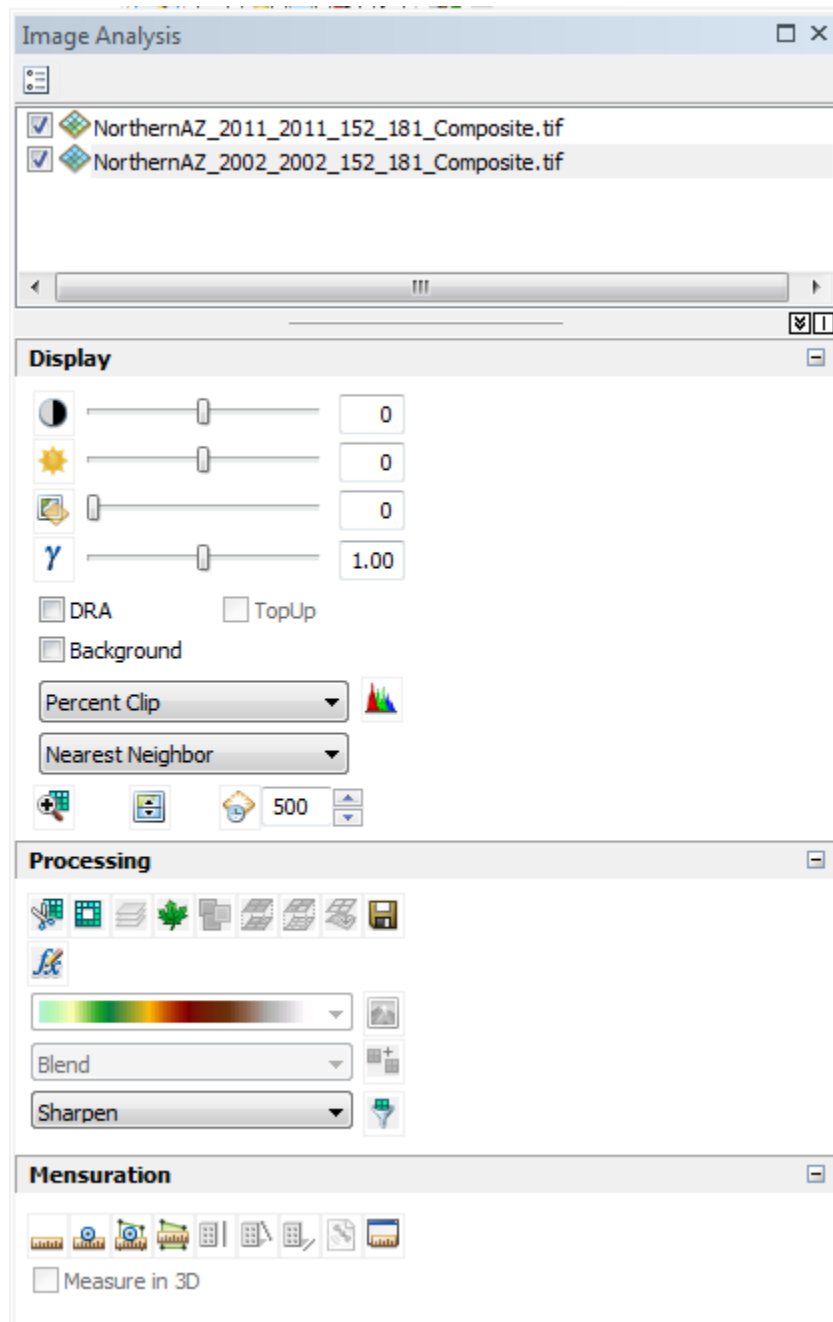 Image Analysis
NorthernAZ_2011_2011_152_181_Composite.tif
NorthernAZ_2002_2002_152_181_Composite.tif
Display
0
0
0
γ 1.00
DRA TopUp
Background
Percent Clip
Nearest Neighbor
500
Processing
fx
Blend
Sharpen
Mensuration
Measure in 3D